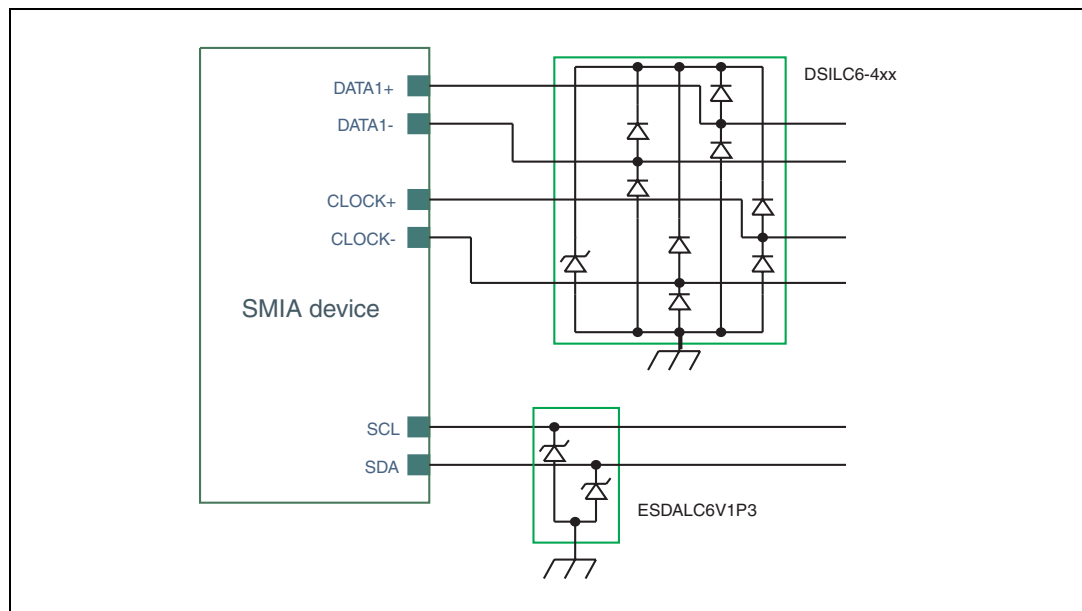 DSILC6-4xx
DATA1+
DATA1-
CLOCK+
CLOCK-
SMIA device
SCL
SDA
ESDALC6V1P3